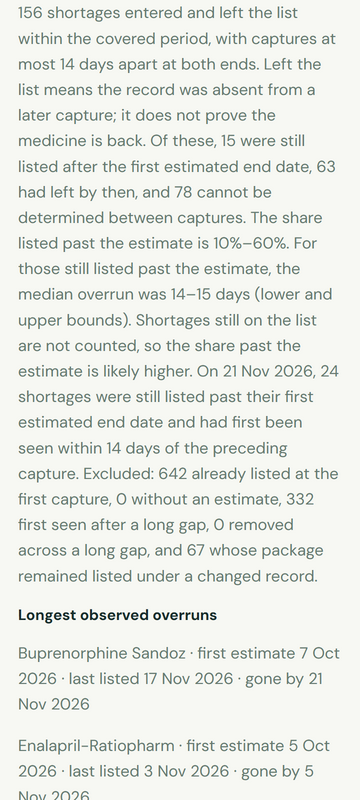 156 shortages entered and left the list
within the covered period, with captures at
most 14 days apart at both ends. Left the
list means the record was absent from a
later capture; it does not prove the
medicine is back. Of these, 15 were still
listed after the first estimated end date, 63
had left by then, and 78 cannot be
determined between captures. The share
listed past the estimate is 10%–60%. For
those still listed past the estimate, the
median overrun was 14–15 days (lower and
upper bounds). Shortages still on the list
are not counted, so the share past the
estimate is likely higher. On 21 Nov 2026, 24
shortages were still listed past their first
estimated end date and had first been
seen within 14 days of the preceding
capture. Excluded: 642 already listed at the
first capture, 0 without an estimate, 332
first seen after a long gap, 0 removed
across a long gap, and 67 whose package
remained listed under a changed record.
Longest observed overruns
Buprenorphine Sandoz · first estimate 7 Oct
2026 · last listed 17 Nov 2026 · gone by 21
Nov 2026
Enalapril-Ratiopharm · first estimate 5 Oct
2026 · last listed 3 Nov 2026 · gone by 5
Nov 2026